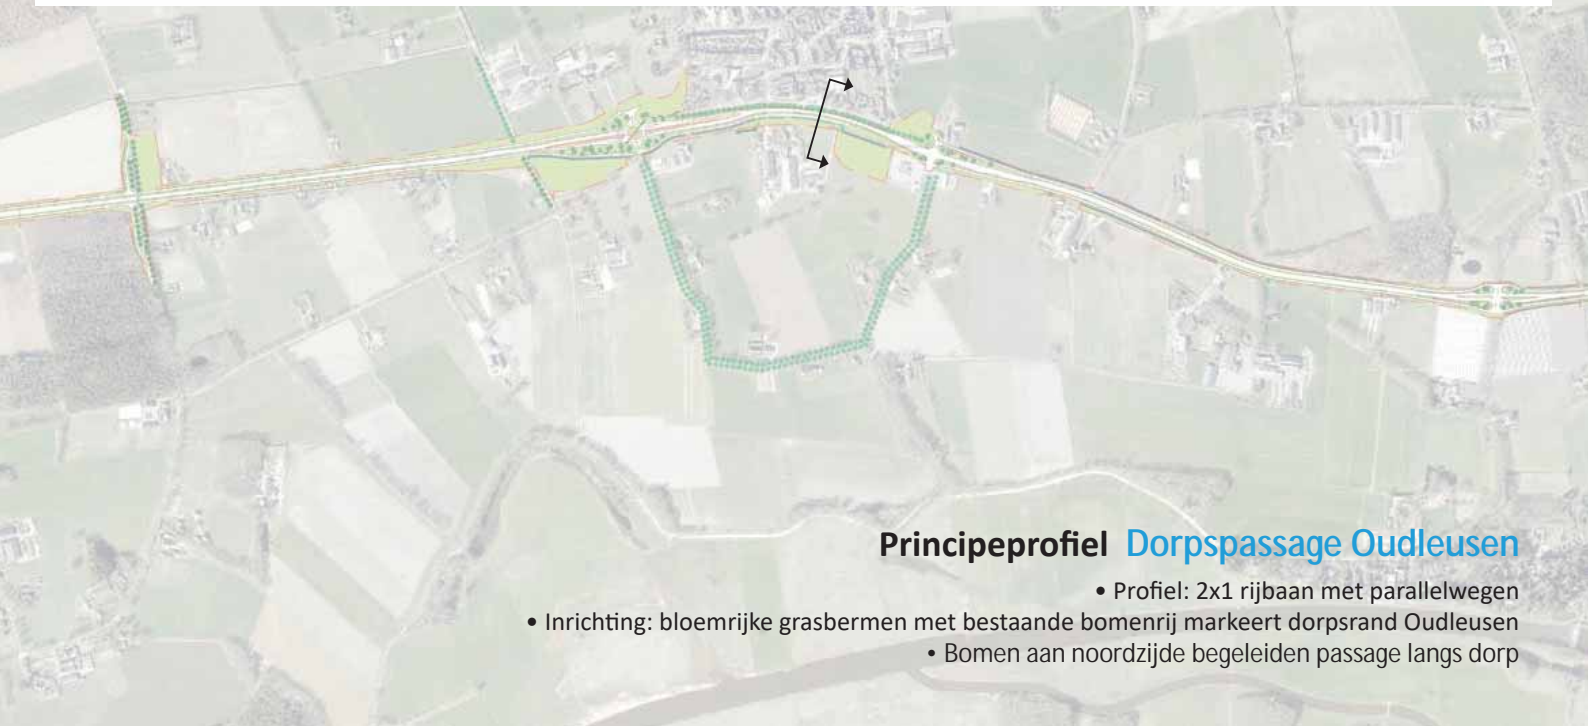 Principeprofiel Dorpspassage Oudleusen
• Profiel: 2x1 rijbaan met parallelwegen
• Inrichting: bloemrijke grasbermen met bestaande bomenrij markeert dorpsrand Oudleusen
• Bomen aan noordzijde begeleiden passage langs dorp